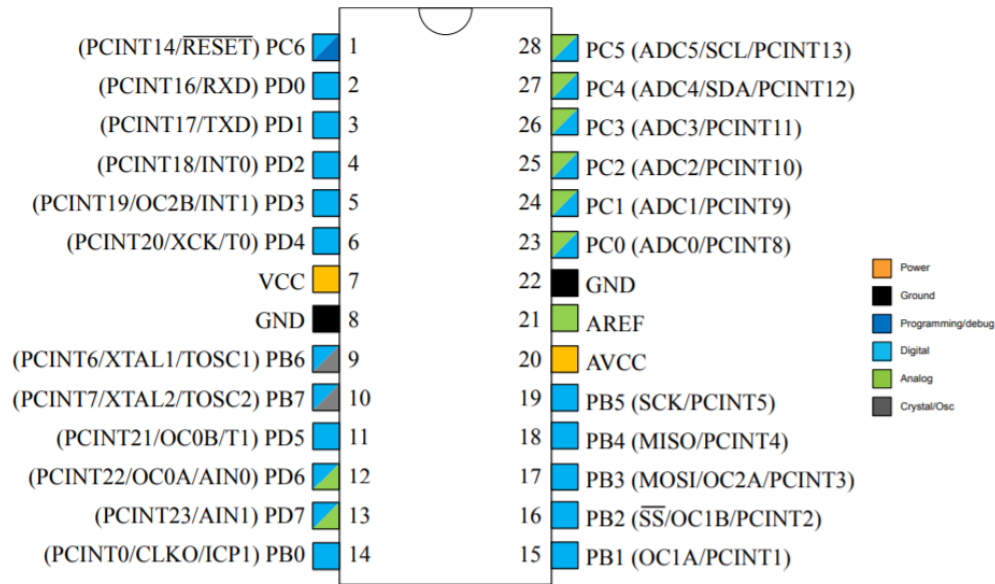 (PCINT14/RESET) PC6 1
(PCINT16/RXD) PD0 2
(PCINT17/TXD) PD1 3
(PCINT18/INT0) PD2 4
(PCINT19/OC2B/INT1) PD3 5
(PCINT20/XCK/T0) PD4 6
VCC 7
GND 8
(PCINT6/XTAL1/TOSC1) PB6 9
(PCINT7/XTAL2/TOSC2) PB7 10
(PCINT21/OC0B/T1) PD5 11
(PCINT22/OC0A/AIN0) PD6 12
(PCINT23/AIN1) PD7 13
(PCINT0/CLKO/ICP1) PB0 14
28 PC5 (ADC5/SCL/PCINT13)
27 PC4 (ADC4/SDA/PCINT12)
26 PC3 (ADC3/PCINT11)
25 PC2 (ADC2/PCINT10)
24 PC1 (ADC1/PCINT9)
23 PC0 (ADC0/PCINT8)
22 GND
21 AREF
20 AVCC
19 PB5 (SCK/PCINT5)
18 PB4 (MISO/PCINT4)
17 PB3 (MOSI/OC2A/PCINT3)
16 PB2 (SS/OC1B/PCINT2)
15 PB1 (OC1A/PCINT1)
Power
Ground
Programming/debug
Digital
Analog
Crystal/Osc